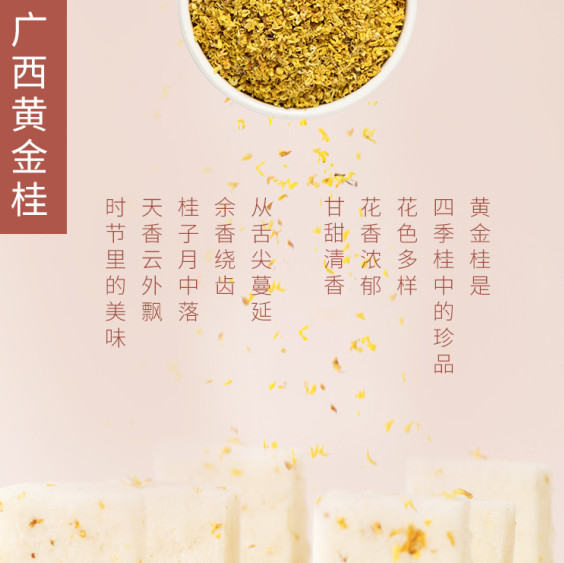 广西黄金桂
黄金桂是
四季桂中的珍品
花色多样
花香浓郁
甘甜清香
从舌尖蔓延
余香绕齿
桂子月中落
天香云外飘
时节里的美味